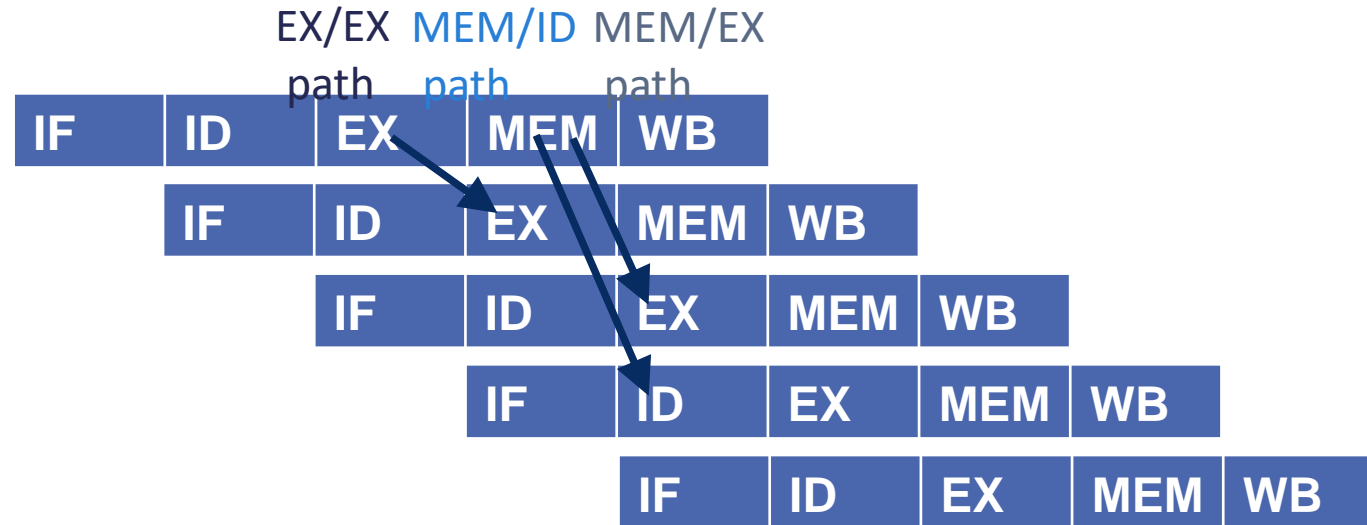 EX/EX MEM/ID MEM/EX
path path path
IF ID EX MEM WB
IF ID EX MEM WB
IF ID EX MEM WB
IF ID EX MEM WB
IF ID EX MEM WB